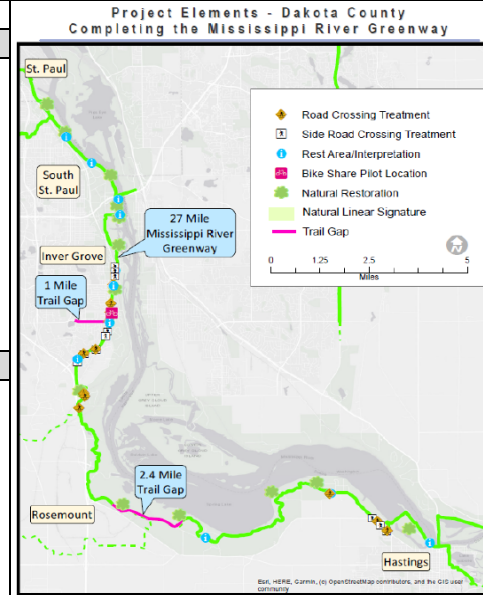 Project Elements - Dakota County
Completing the Mississippi River Greenway
St. Paul
South
St. Paul
27 Mile
Mississippi River
Greenway
Inver Grove
1 Mile
Trail Gap
2.4 Mile
Trail Gap
Rosemount
Hastings
Road Crossing Treatment
Side Road Crossing Treatment
Rest Area/Interpretation
Bike Share Pilot Location
Natural Restoration
Natural Linear Signature
Trail Gap
N
0 1.25 2.5 5
Miles
Esri, HERE, Garmin, (c) OpenStreetMap contributors, and the GIS user
community